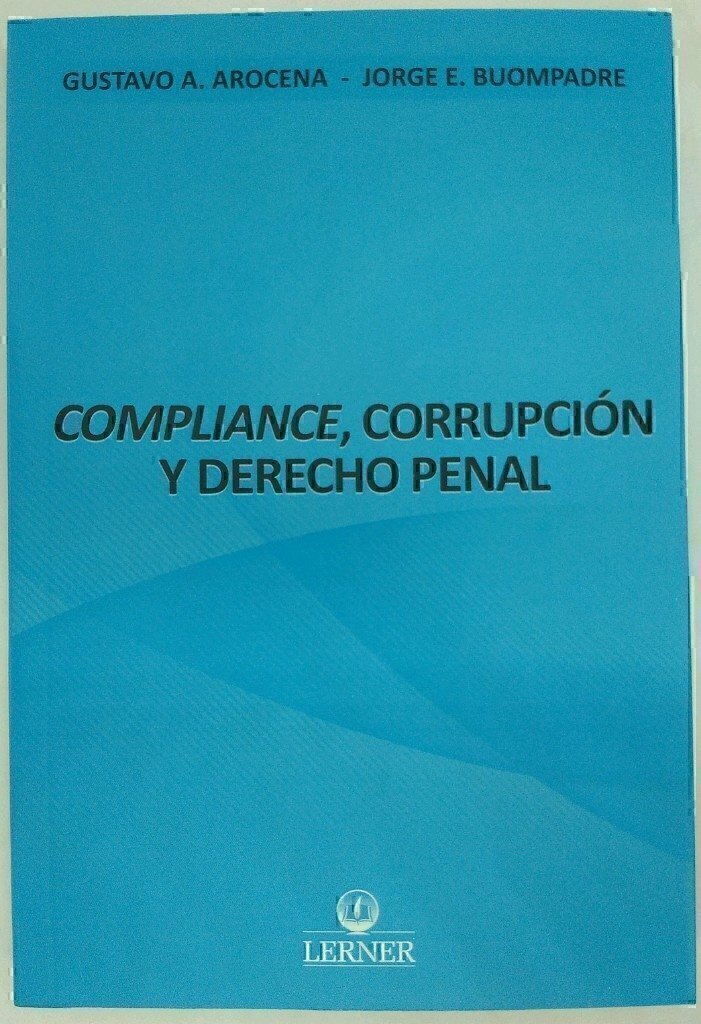 GUSTAVO A. AROCENA - JORGE E. BUOMPADRE
COMPLIANCE, CORRUPCIÓN
Y DERECHO PENAL
LERNER